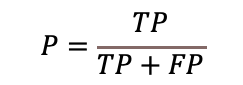 P = TP / (TP + FP)